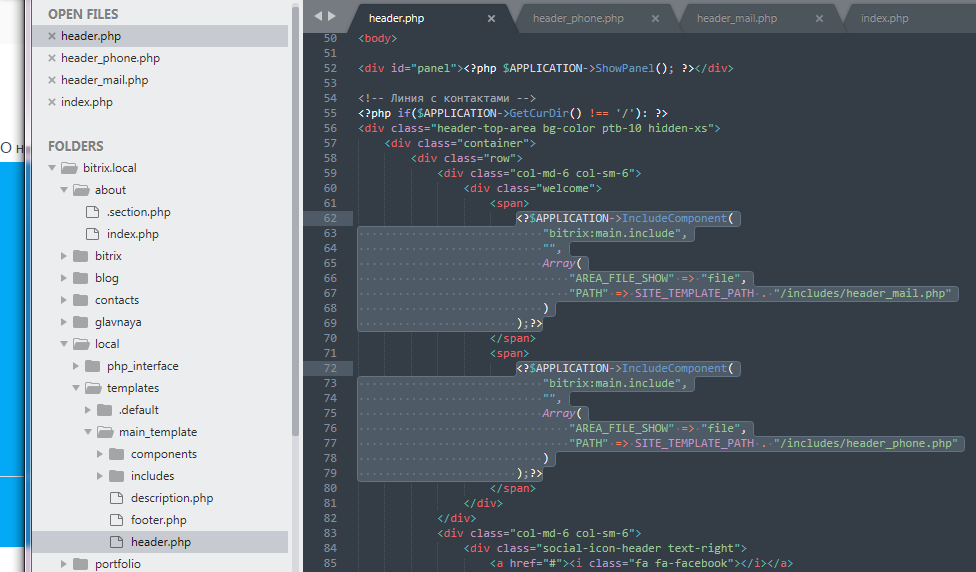 OPEN FILES
header.php
header_phone.php
header_mail.php
index.php
FOLDERS
bitrix.local
about
.section.php
index.php
bitrix
blog
contacts
glavnaya
local
php_interface
templates
.default
main_template
components
includes
description.php
footer.php
header.php
portfolio
О н
header.php header_phone.php header_mail.php index.php
50 <body>
51
52 <div id="panel"><?php $APPLICATION->ShowPanel(); ?></div>
53
54 <!-- Линия с контактами -->
55 <?php if($APPLICATION->GetCurDir() !== '/'): ?>
56 <div class="header-top-area bg-color ptb-10 hidden-xs">
57 <div class="container">
58 <div class="row">
59 <div class="col-md-6 col-sm-6">
60 <div class="welcome">
61 <span>
62 <?$APPLICATION->IncludeComponent(
63 "bitrix:main.include",
64 "",
65 Array(
66 "AREA_FILE_SHOW" => "file",
67 "PATH" => SITE_TEMPLATE_PATH . "/includes/header_mail.php"
68 )
69 );?>
70 </span>
71 <span>
72 <?$APPLICATION->IncludeComponent(
73 "bitrix:main.include",
74 "",
75 Array(
76 "AREA_FILE_SHOW" => "file",
77 "PATH" => SITE_TEMPLATE_PATH . "/includes/header_phone.php"
78 )
79 );?>
80 </span>
81 </div>
82 </div>
83 <div class="col-md-6 col-sm-6">
84 <div class="social-icon-header text-right">
85 <a href="#"><i class="fa fa-facebook"></i></a>